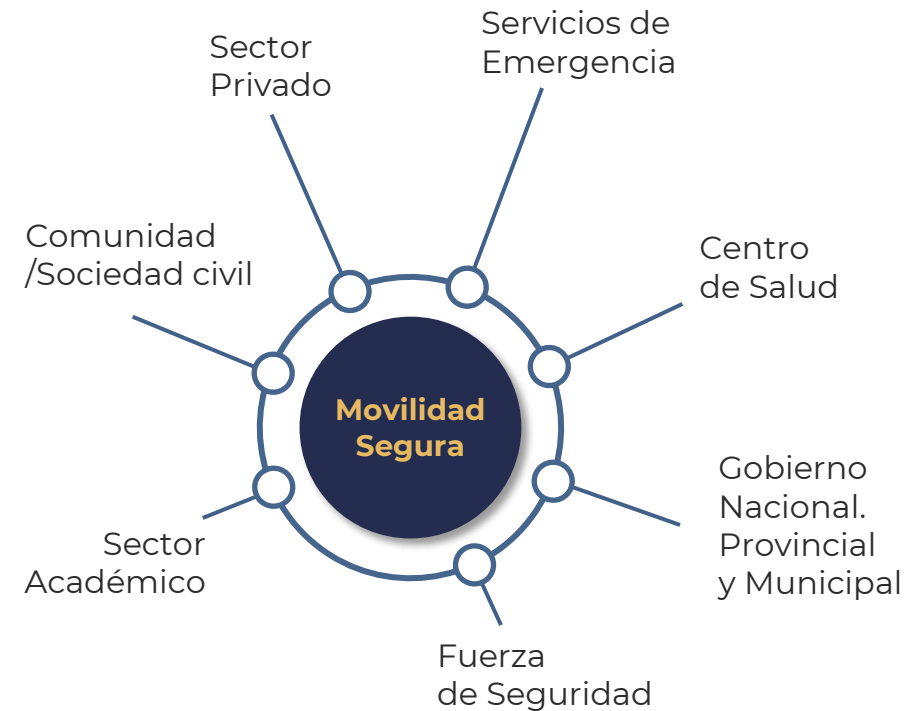 Servicios de
Emergencia
Sector
Privado
Comunidad
/Sociedad civil
Centro
de Salud
Movilidad
Segura
Gobierno
Nacional.
Provincial
y Municipal
Sector
Académico
Fuerza
de Seguridad